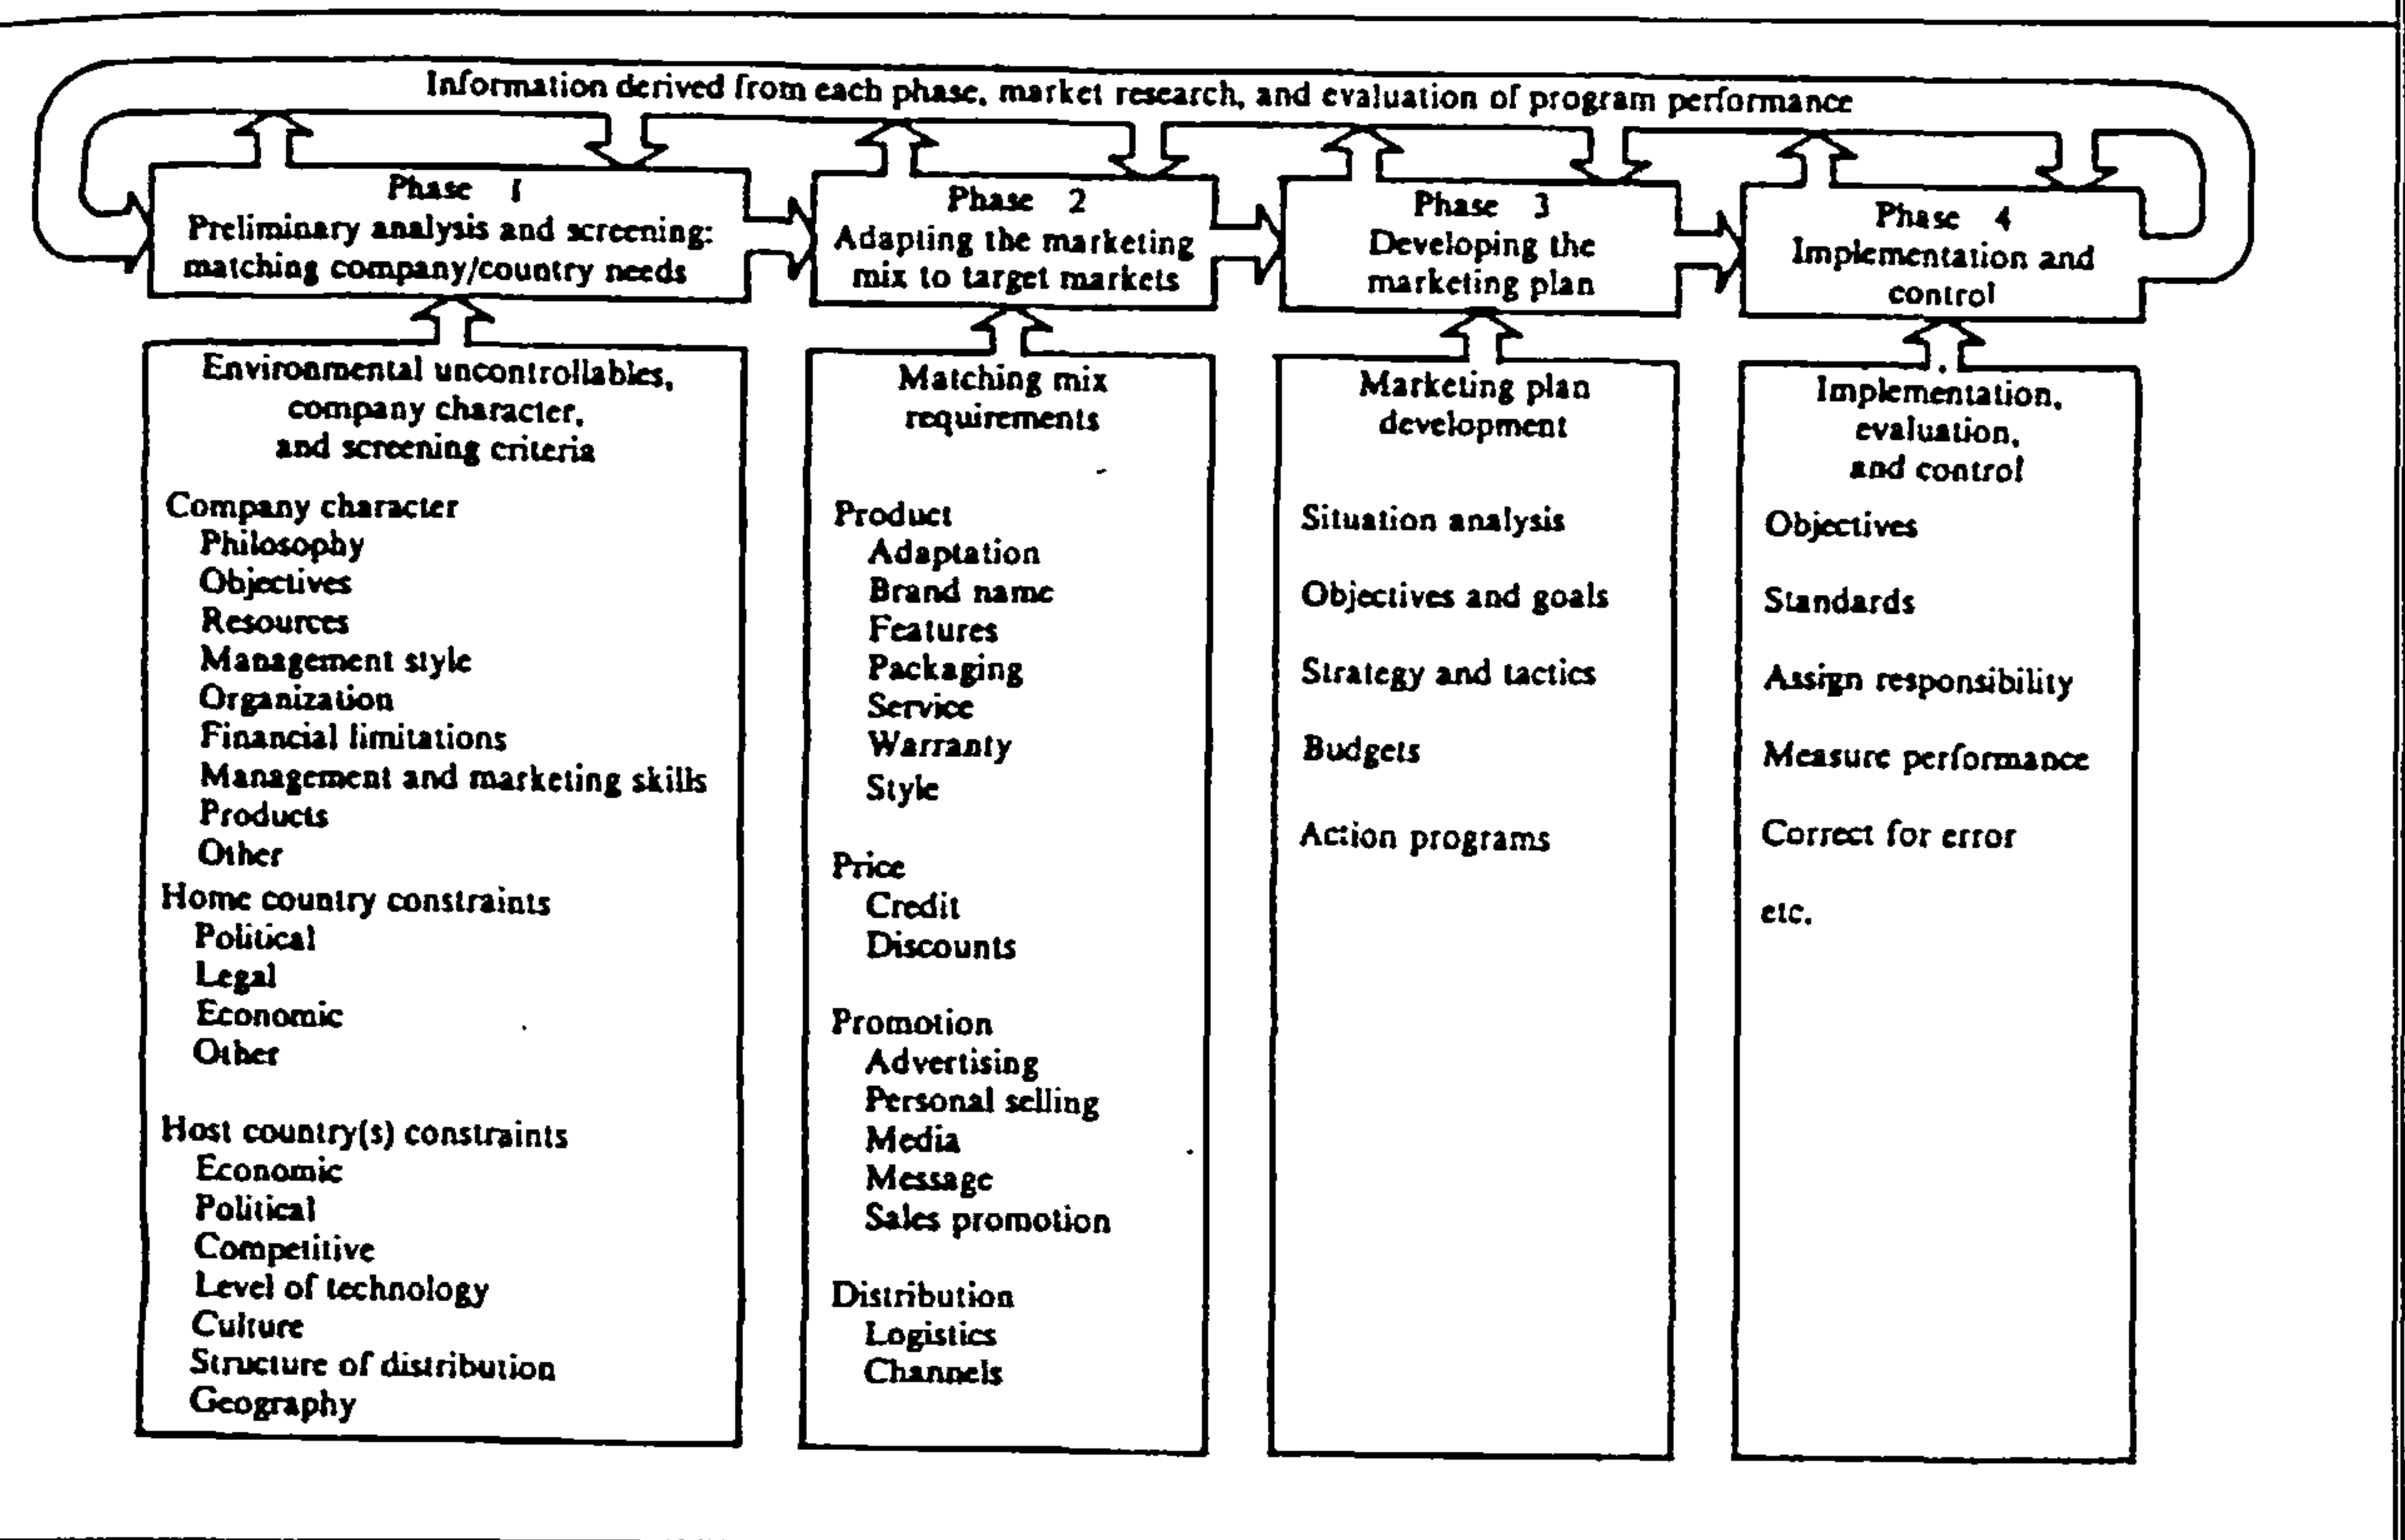 Information derived from each phase, market research, and evaluation of program performance
Phase 1
Preliminary analysis and screening:
matching company/country needs
Phase 2
Adapting the marketing
mix to target markets
Phase 3
Developing the
marketing plan
Phase 4
Implementation and
control
Environmental uncontrollables,
company character,
and screening criteria
Company character
Philosophy
Objectives
Resources
Management style
Organization
Financial limitations
Management and marketing skills
Products
Other
Home country constraints
Political
Legal
Economic
Other
Host country(s) constraints
Economic
Political
Competitive
Level of technology
Culture
Structure of distribution
Geography
Matching mix
requirements
Product
Adaptation
Brand name
Features
Packaging
Service
Warranty
Style
Price
Credit
Discounts
Promotion
Advertising
Personal selling
Media
Message
Sales promotion
Distribution
Logistics
Channels
Marketing plan
development
Situation analysis
Objectives and goals
Strategy and tactics
Budgets
Action programs
Implementation,
evaluation,
and control
Objectives
Standards
Assign responsibility
Measure performance
Correct for error
etc.